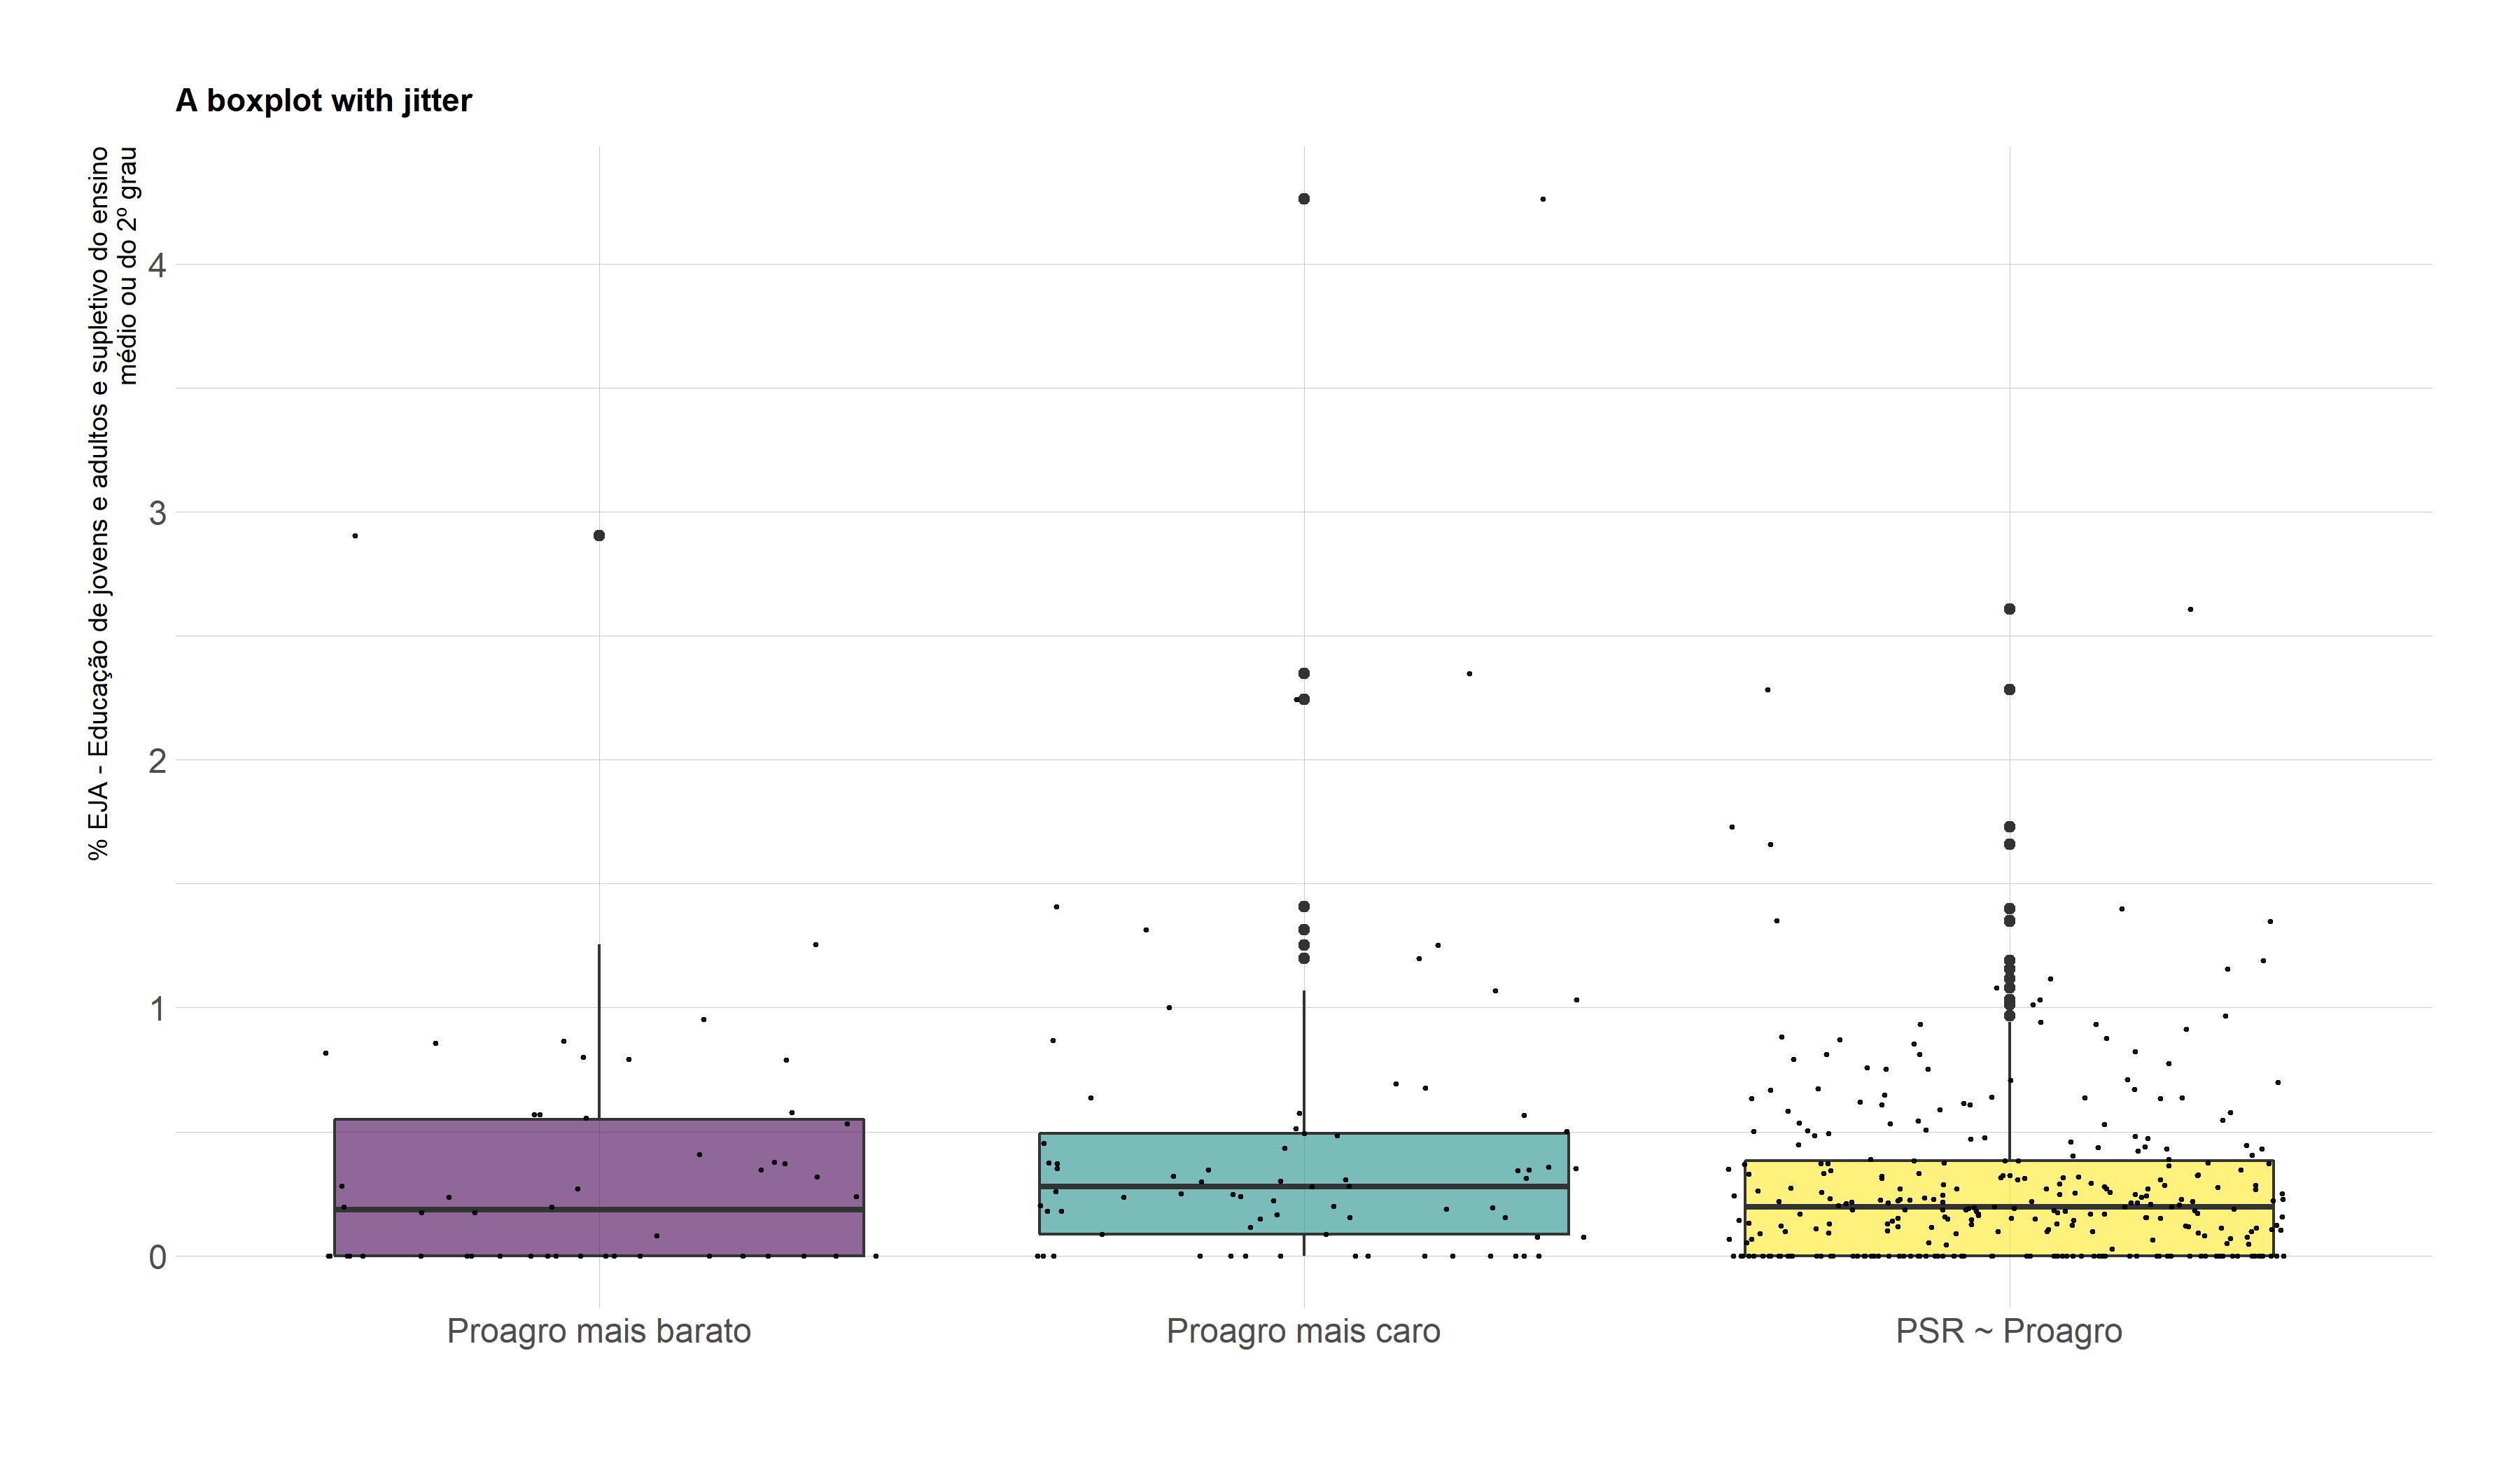 A boxplot with jitter
% EJA - Educação de jovens e adultos e supletivo do ensino
médio ou do 2º grau
4
3
2
1
0
Proagro mais barato
Proagro mais caro
PSR ~ Proagro